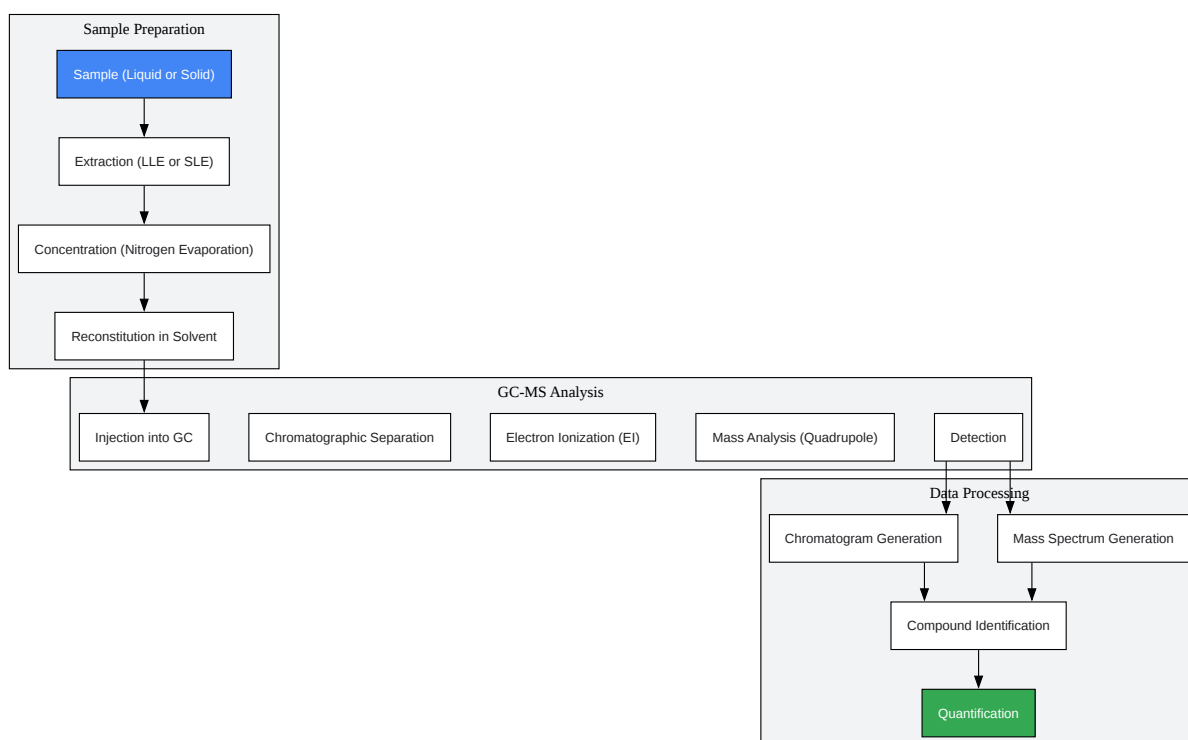 Sample Preparation
Sample (Liquid or Solid)
Extraction (LLE or SLE)
Concentration (Nitrogen Evaporation)
Reconstitution in Solvent
GC-MS Analysis
Injection into GC
Chromatographic Separation
Electron Ionization (EI)
Mass Analysis (Quadrupole)
Detection
Data Processing
Chromatogram Generation
Mass Spectrum Generation
Compound Identification
Quantification